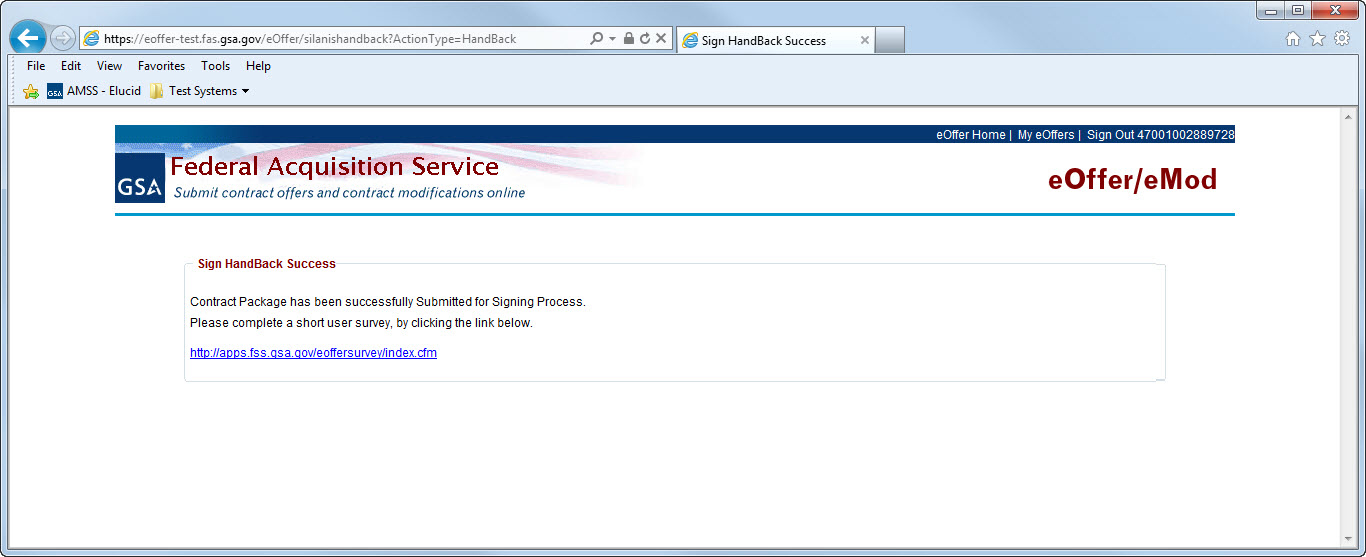 https://eoffer-test.fas.gsa.gov/eOffer/silanishandback?ActionType=HandBack
Sign HandBack Success
File Edit View Favorites Tools Help
GSA AMSS - Elucid Test Systems
eOffer Home | My eOffers | Sign Out 47001002889728
GSA
Federal Acquisition Service
Submit contract offers and contract modifications online
eOffer/eMod
Sign HandBack Success
Contract Package has been successfully Submitted for Signing Process.
Please complete a short user survey, by clicking the link below.
http://apps.fss.gsa.gov/eoffersurvey/index.cfm